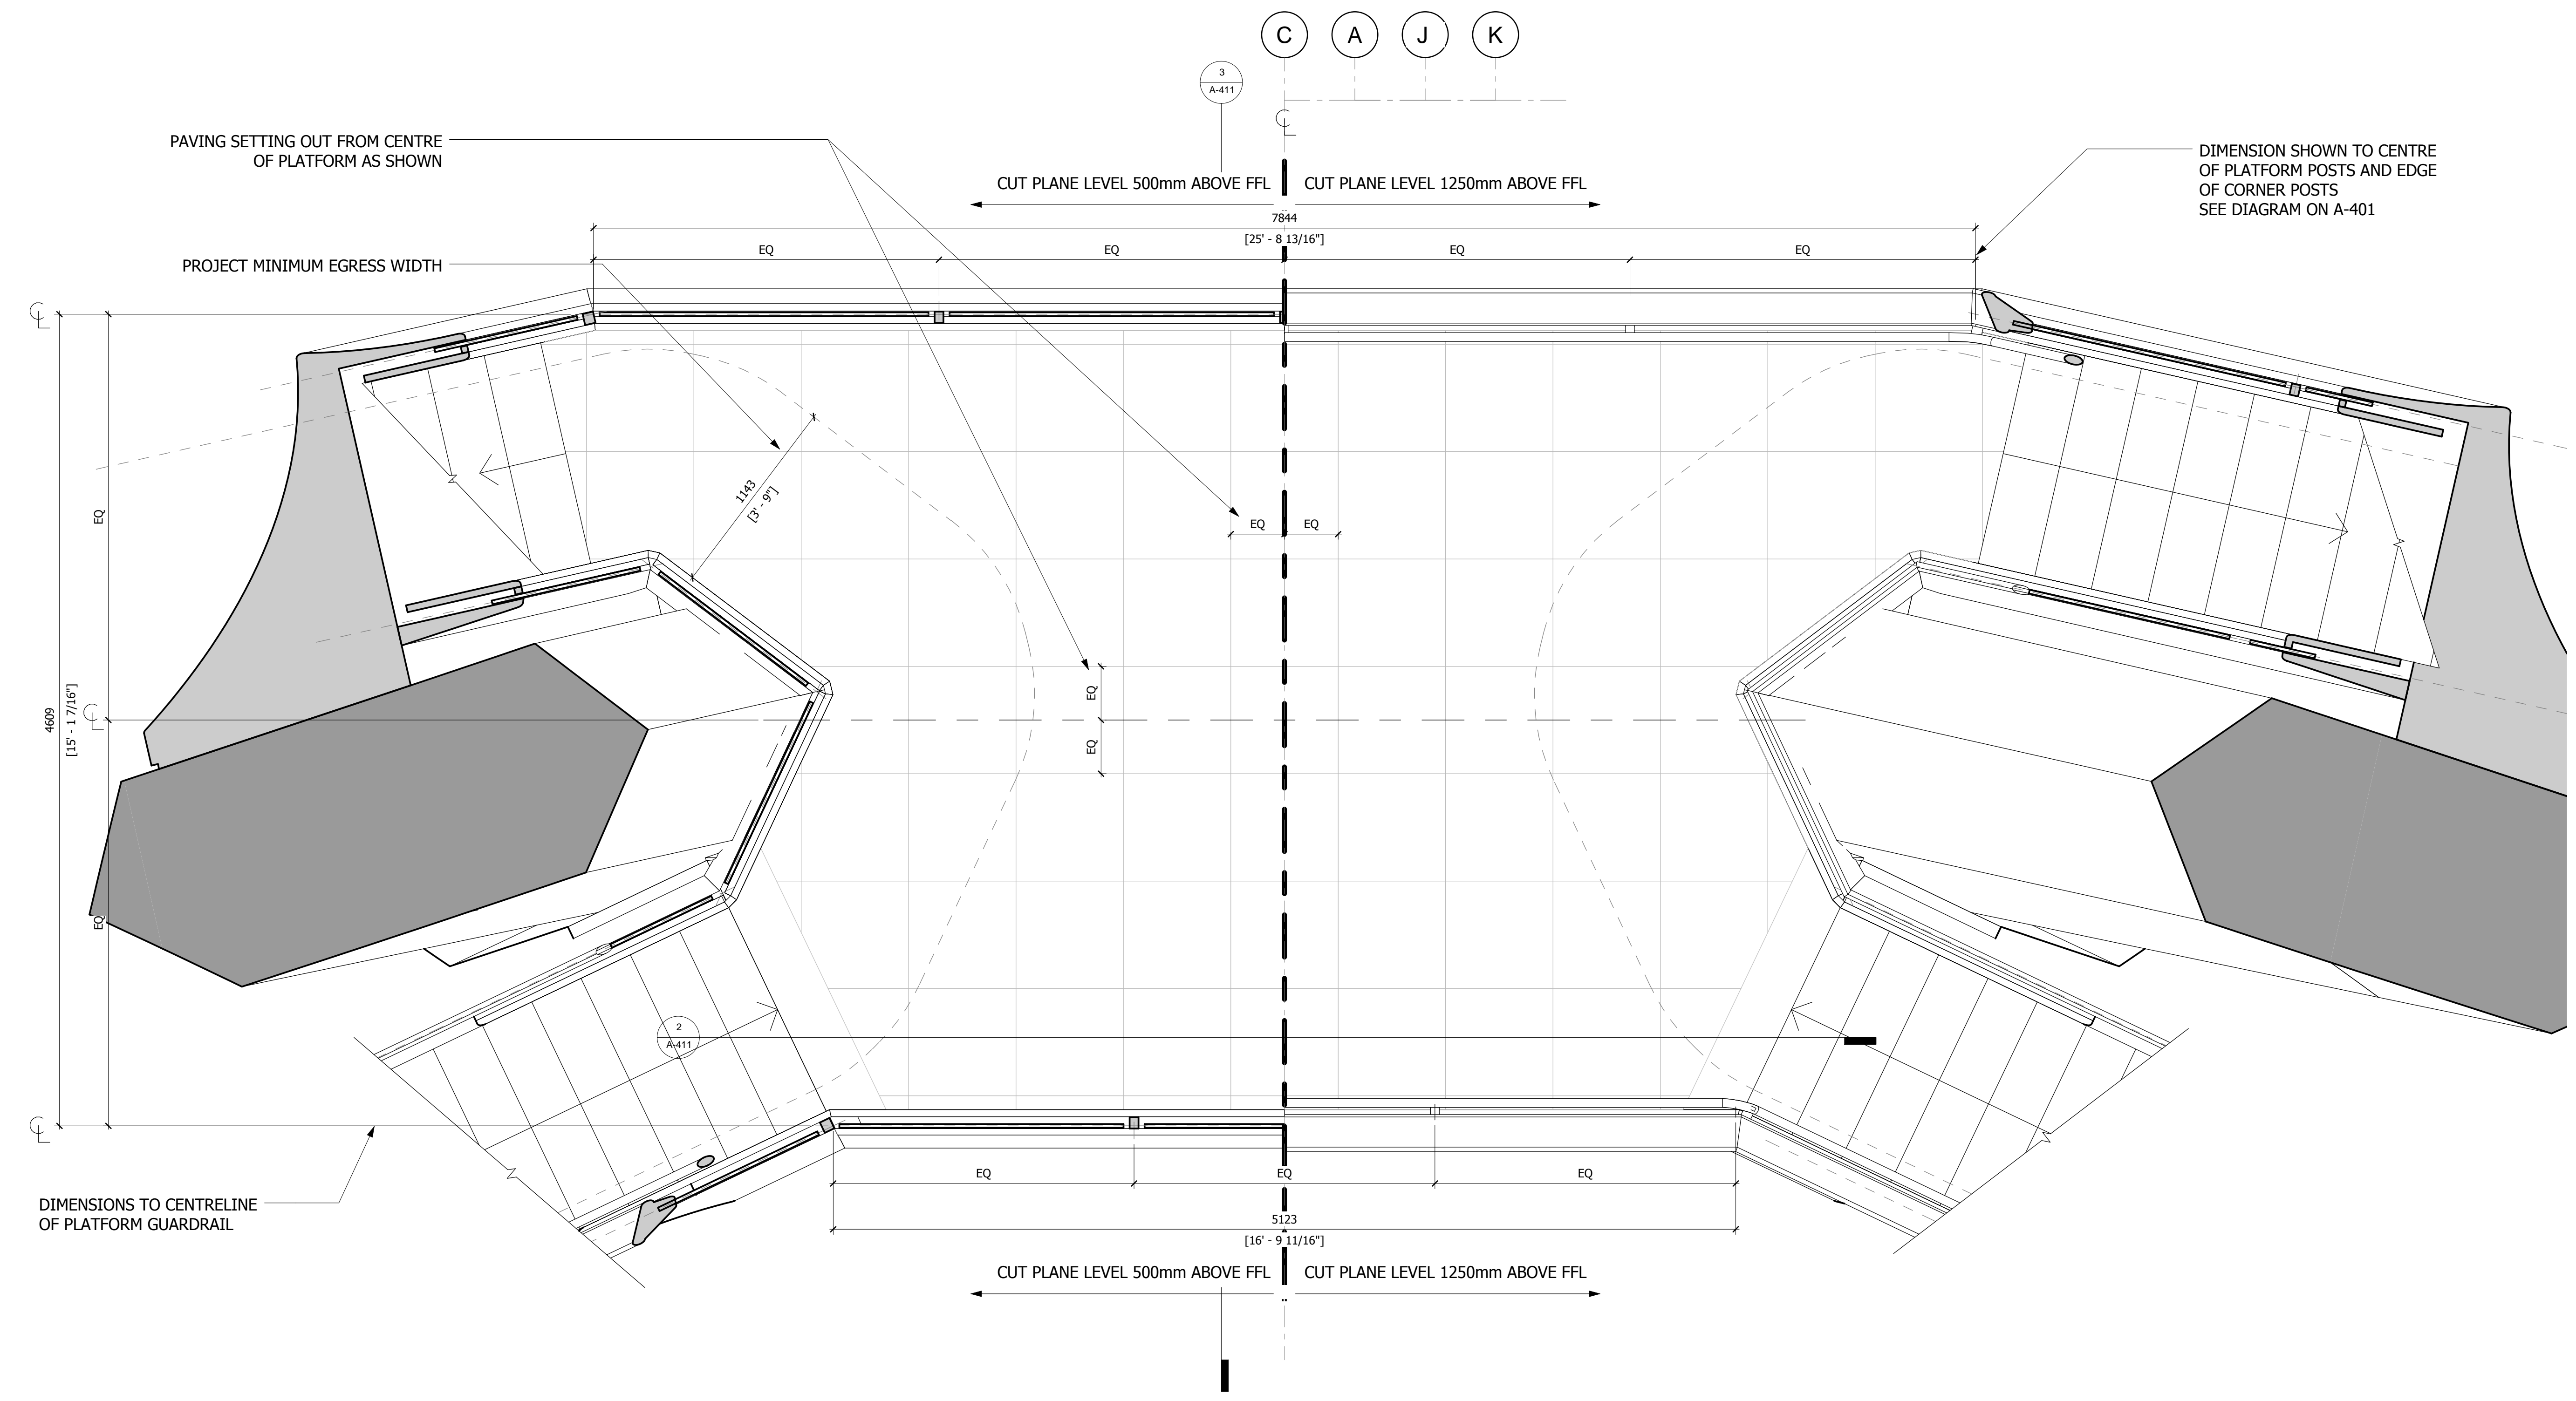 C A J K
3
A-411
PAVING SETTING OUT FROM CENTRE
OF PLATFORM AS SHOWN
DIMENSION SHOWN TO CENTRE
OF PLATFORM POSTS AND EDGE
OF CORNER POSTS
SEE DIAGRAM ON A-401
CUT PLANE LEVEL 500mm ABOVE FFL
CUT PLANE LEVEL 1250mm ABOVE FFL
7844
[25' - 8 13/16"]
EQ EQ EQ EQ
PROJECT MINIMUM EGRESS WIDTH
1143
[3' - 9"]
EQ EQ
EQ
EQ
EQ
EQ
4609
[15' - 1 7/16"]
2
A-411
DIMENSIONS TO CENTRELINE
OF PLATFORM GUARDRAIL
EQ EQ EQ
5123
[16' - 9 11/16"]
CUT PLANE LEVEL 500mm ABOVE FFL
CUT PLANE LEVEL 1250mm ABOVE FFL